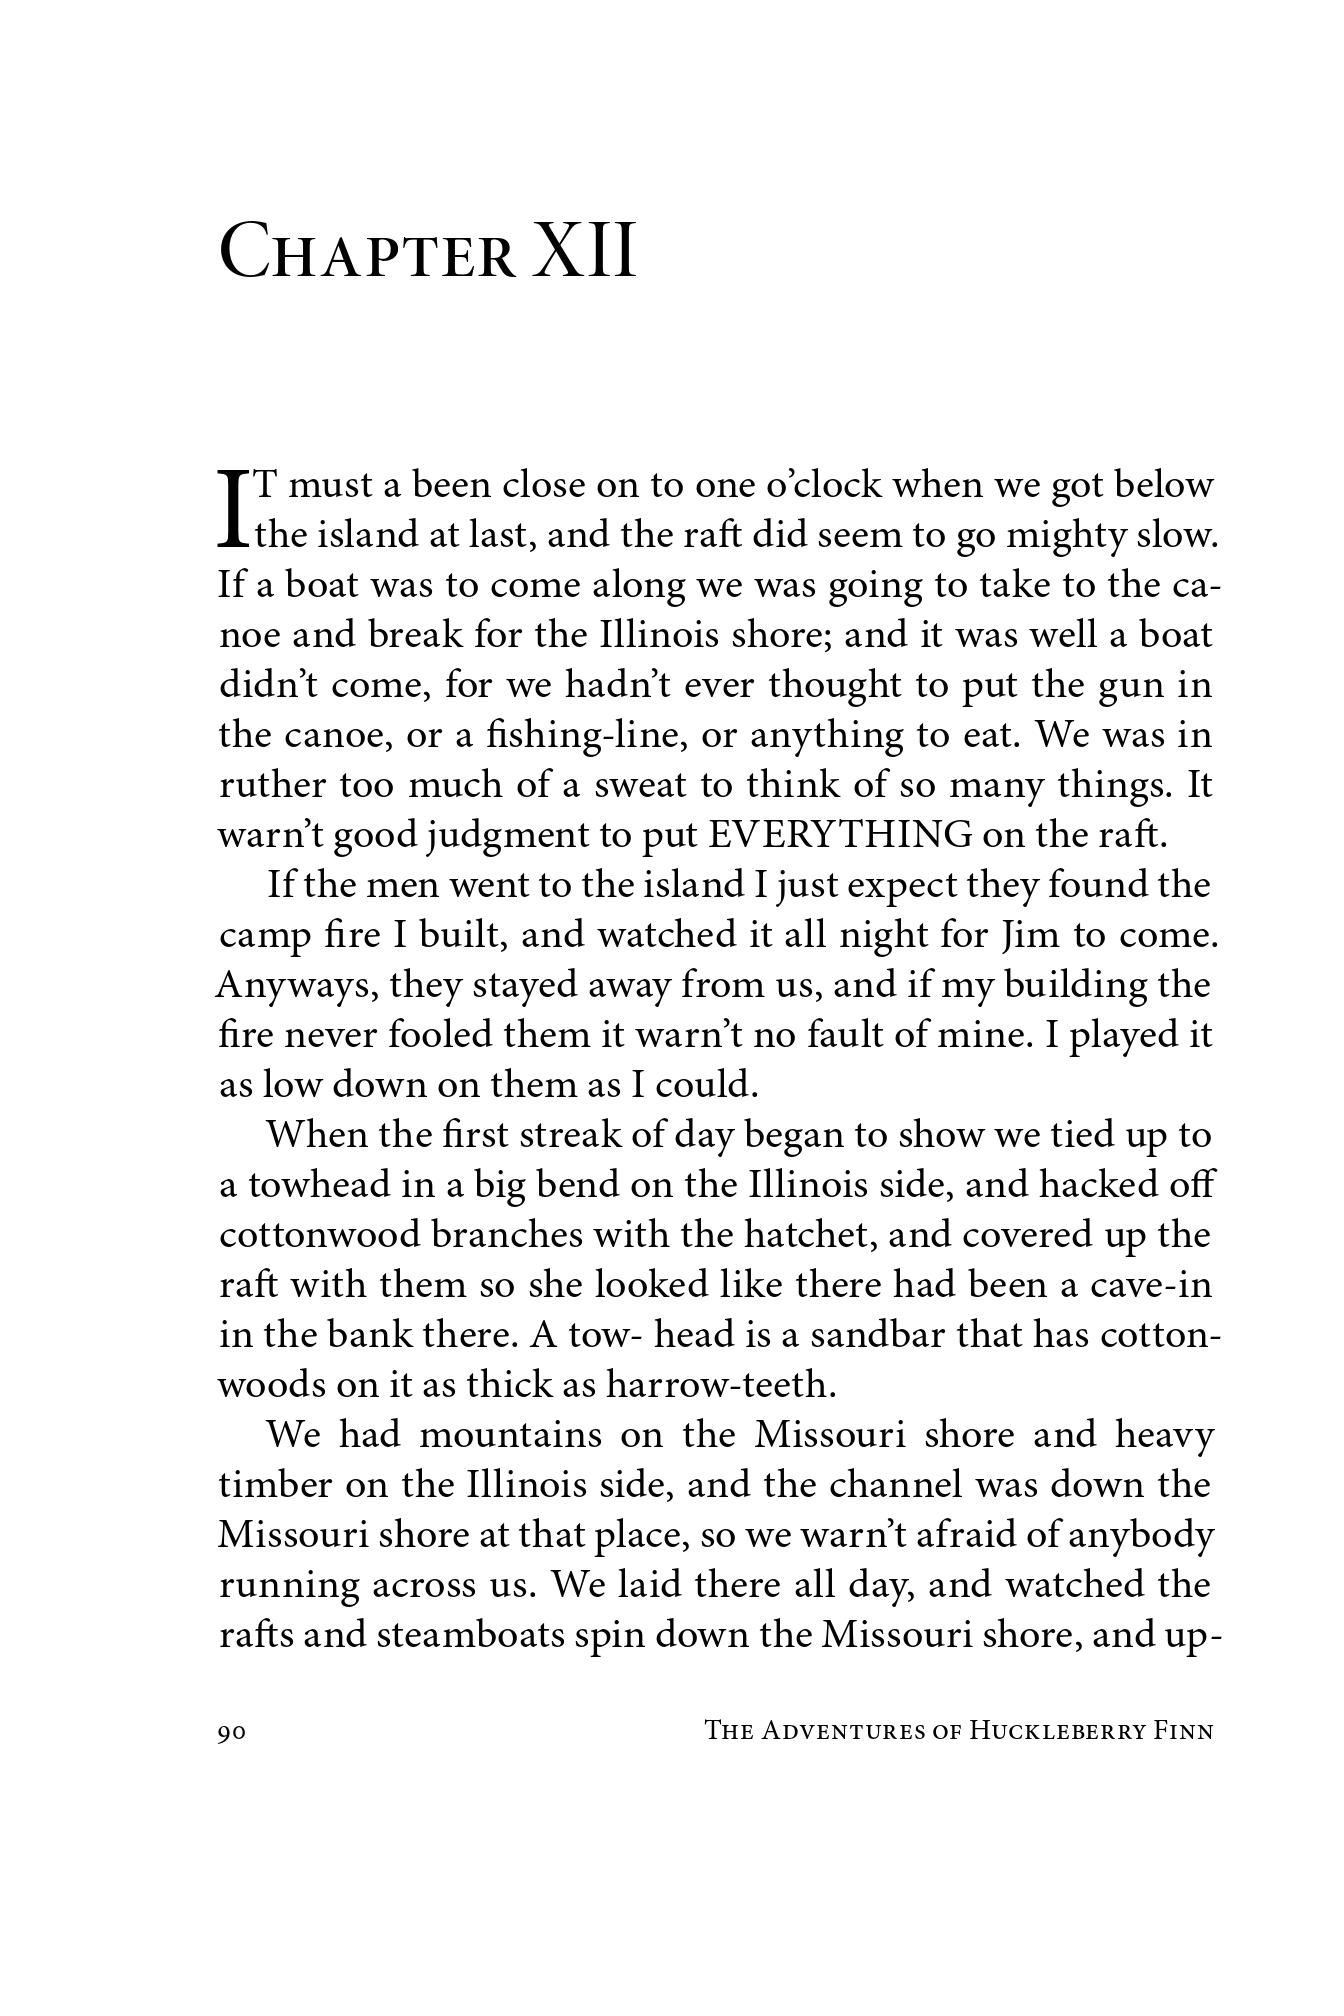 Chapter XII
IT must a been close on to one o’clock when we got below
the island at last, and the raft did seem to go mighty slow.
If a boat was to come along we was going to take to the ca-
noe and break for the Illinois shore; and it was well a boat
didn’t come, for we hadn’t ever thought to put the gun in
the canoe, or a fishing-line, or anything to eat. We was in
ruther too much of a sweat to think of so many things. It
warn’t good judgment to put EVERYTHING on the raft.
If the men went to the island I just expect they found the
camp fire I built, and watched it all night for Jim to come.
Anyways, they stayed away from us, and if my building the
fire never fooled them it warn’t no fault of mine. I played it
as low down on them as I could.
When the first streak of day began to show we tied up to
a towhead in a big bend on the Illinois side, and hacked off
cottonwood branches with the hatchet, and covered up the
raft with them so she looked like there had been a cave-in
in the bank there. A tow- head is a sandbar that has cotton-
woods on it as thick as harrow-teeth.
We had mountains on the Missouri shore and heavy
timber on the Illinois side, and the channel was down the
Missouri shore at that place, so we warn’t afraid of anybody
running across us. We laid there all day, and watched the
rafts and steamboats spin down the Missouri shore, and up-
90 The Adventures of Huckleberry Finn